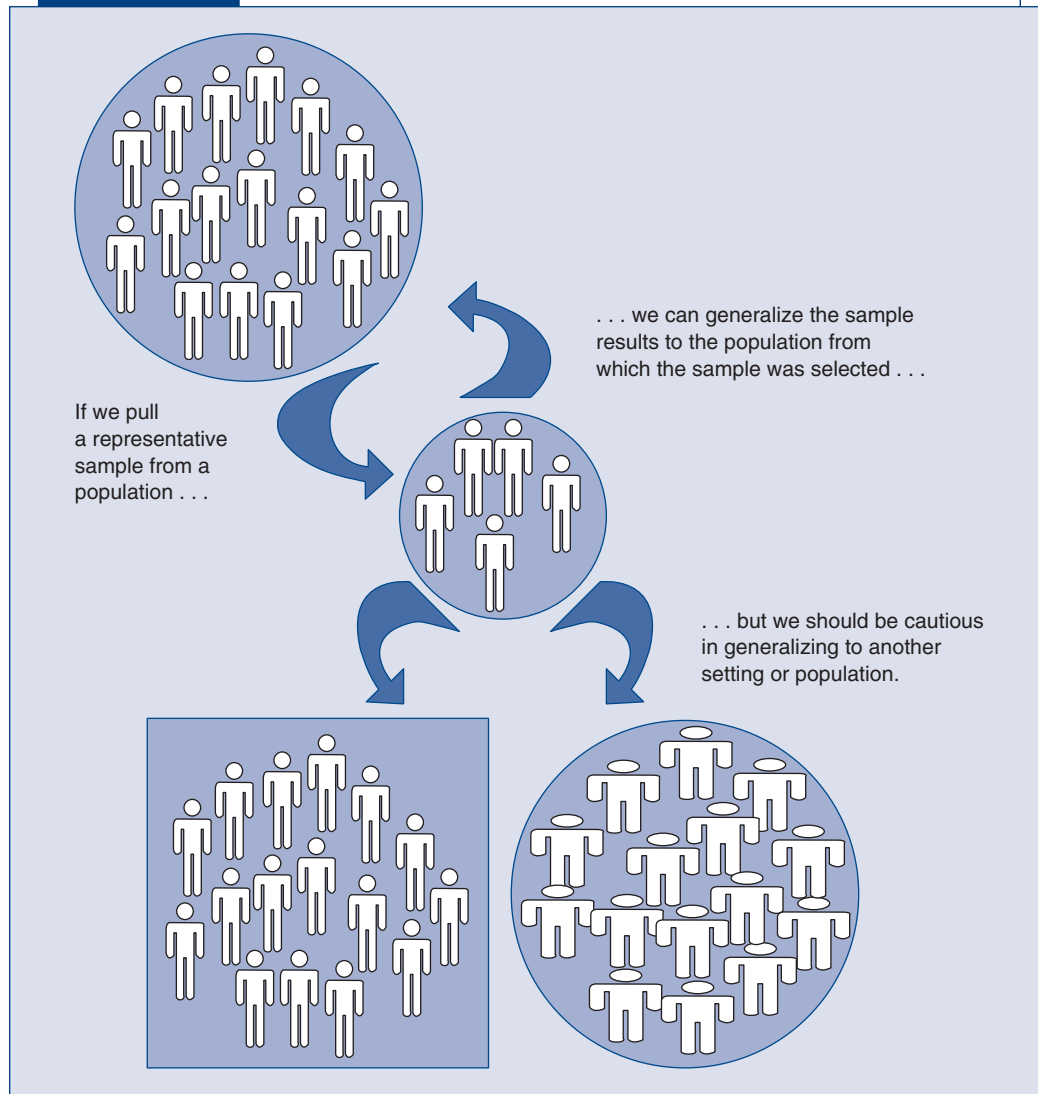 If we pull
a representative
sample from a
population . . .
. . . we can generalize the sample
results to the population from
which the sample was selected . . .
. . . but we should be cautious
in generalizing to another
setting or population.